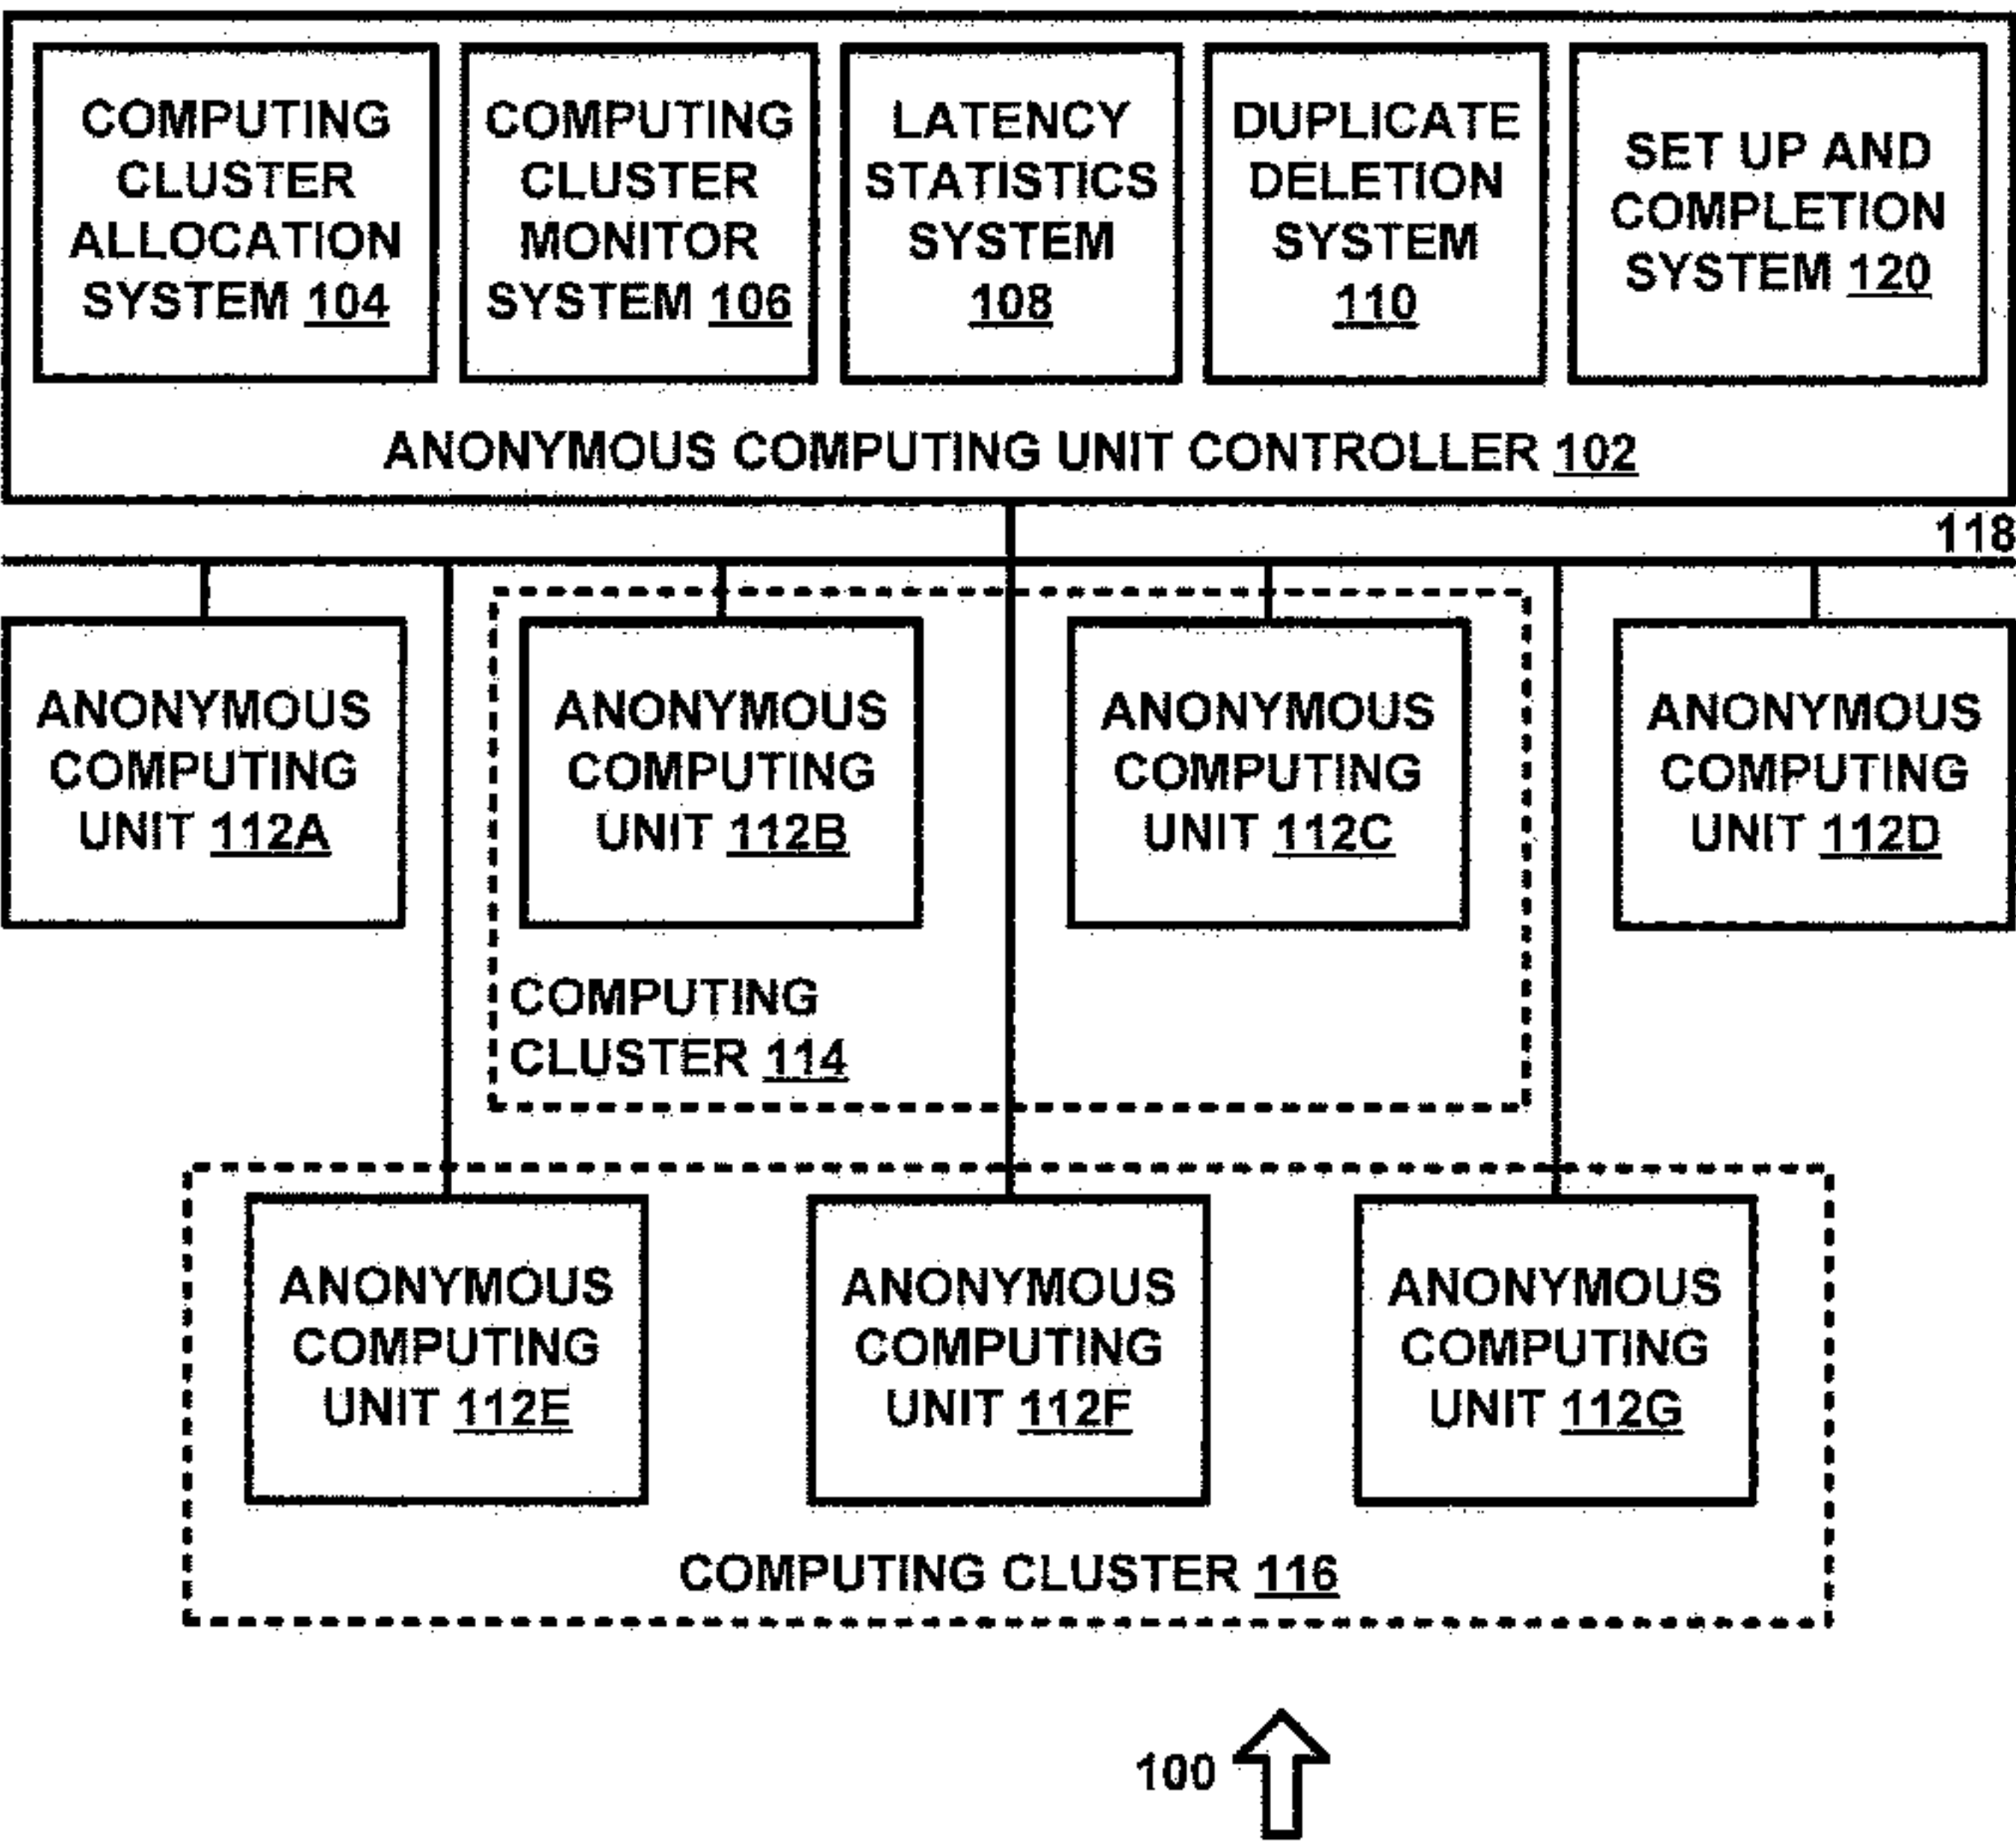 COMPUTING
CLUSTER
ALLOCATION
SYSTEM 104
COMPUTING
CLUSTER
MONITOR
SYSTEM 106
LATENCY
STATISTICS
SYSTEM
108
DUPLICATE
DELETION
SYSTEM
110
SET UP AND
COMPLETION
SYSTEM 120
ANONYMOUS COMPUTING UNIT CONTROLLER 102
118
ANONYMOUS
COMPUTING
UNIT 112A
ANONYMOUS
COMPUTING
UNIT 112B
ANONYMOUS
COMPUTING
UNIT 112C
ANONYMOUS
COMPUTING
UNIT 112D
COMPUTING
CLUSTER 114
ANONYMOUS
COMPUTING
UNIT 112E
ANONYMOUS
COMPUTING
UNIT 112F
ANONYMOUS
COMPUTING
UNIT 112G
COMPUTING CLUSTER 116
100